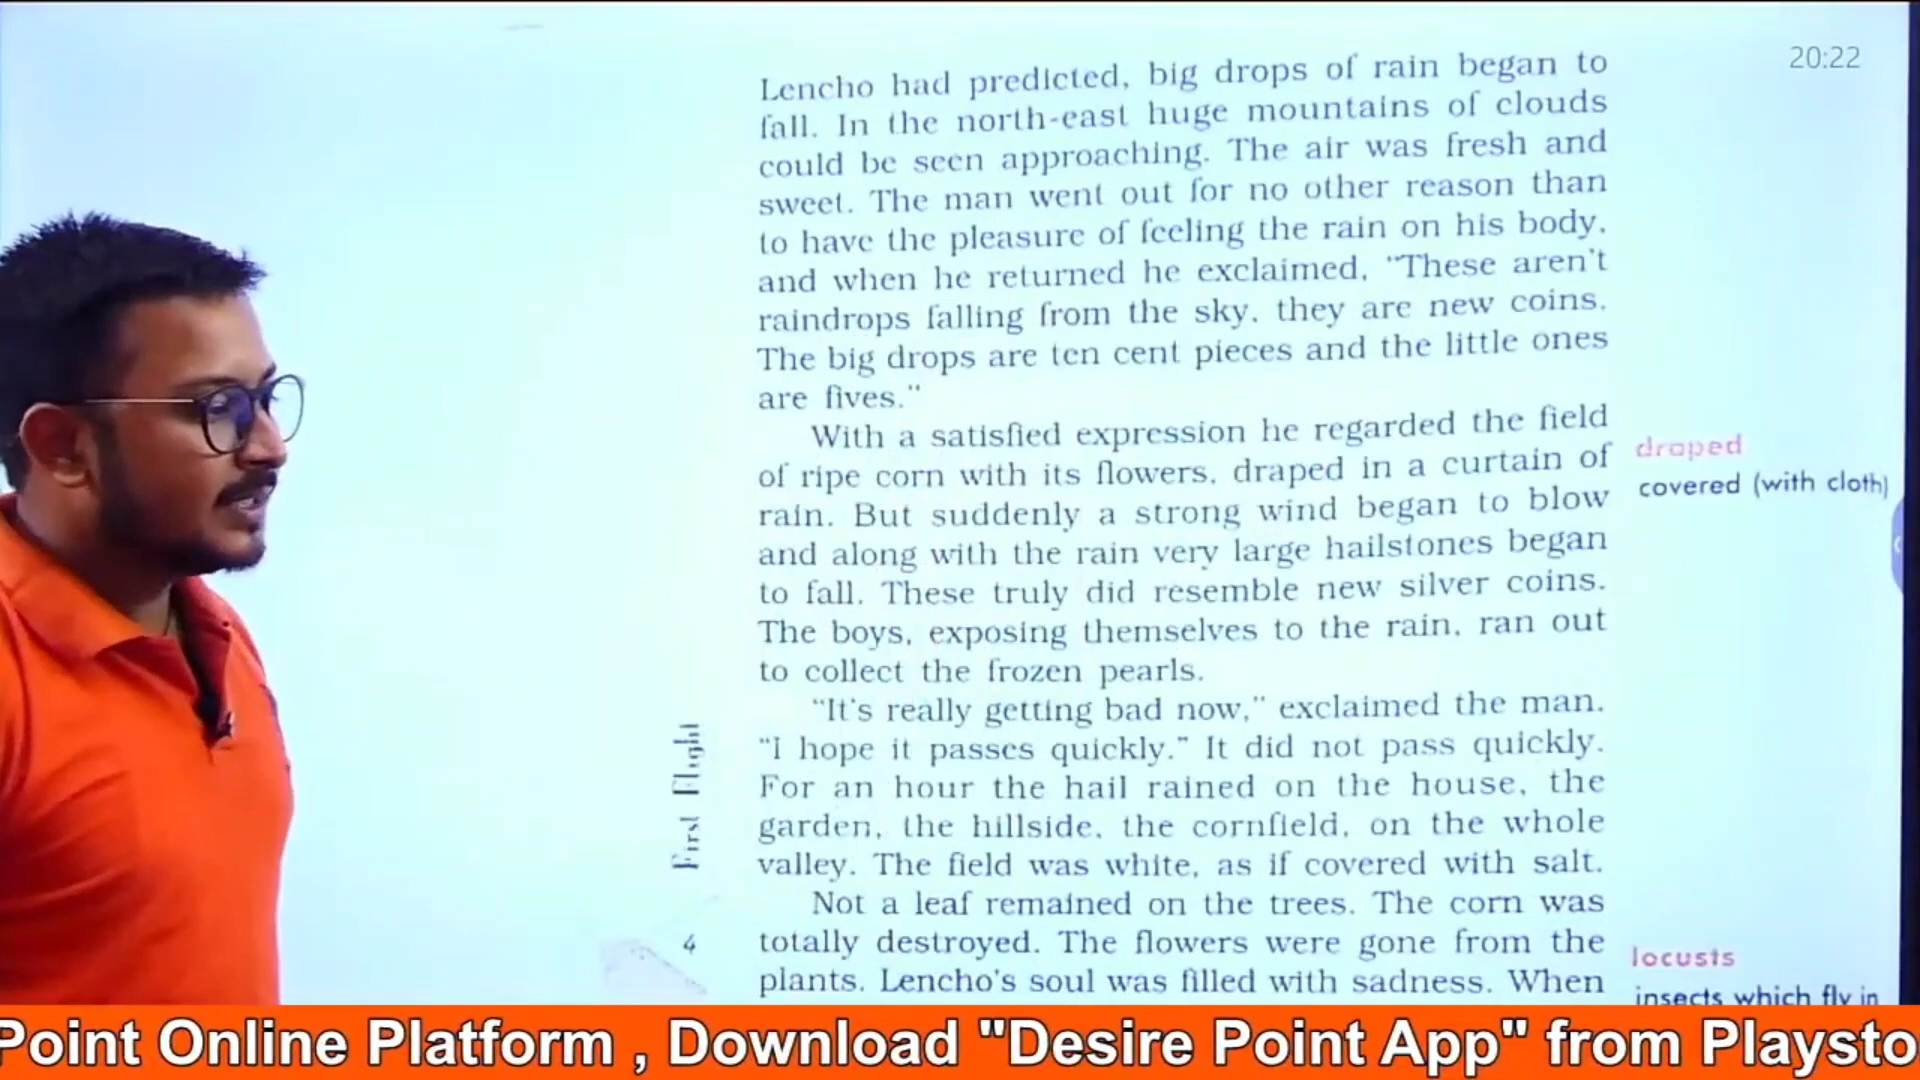 20:22
Lencho had predicted, big drops of rain began to
fall. In the north-east huge mountains of clouds
could be seen approaching. The air was fresh and
sweet. The man went out for no other reason than
to have the pleasure of feeling the rain on his body,
and when he returned he exclaimed, "These aren't
raindrops falling from the sky, they are new coins.
The big drops are ten cent pieces and the little ones
are fives."
With a satisfied expression he regarded the field
of ripe corn with its flowers, draped in a curtain of
rain. But suddenly a strong wind began to blow
and along with the rain very large hailstones began
to fall. These truly did resemble new silver coins.
The boys, exposing themselves to the rain, ran out
to collect the frozen pearls.
"It's really getting bad now," exclaimed the man.
"I hope it passes quickly." It did not pass quickly.
For an hour the hail rained on the house, the
garden, the hillside, the cornfield, on the whole
valley. The field was white, as if covered with salt.
Not a leaf remained on the trees. The corn was
totally destroyed. The flowers were gone from the
plants. Lencho's soul was filled with sadness. When
draped
covered (with cloth)
locusts
insects which fly in
First Flight
4
Point Online Platform , Download "Desire Point App" from Playsto